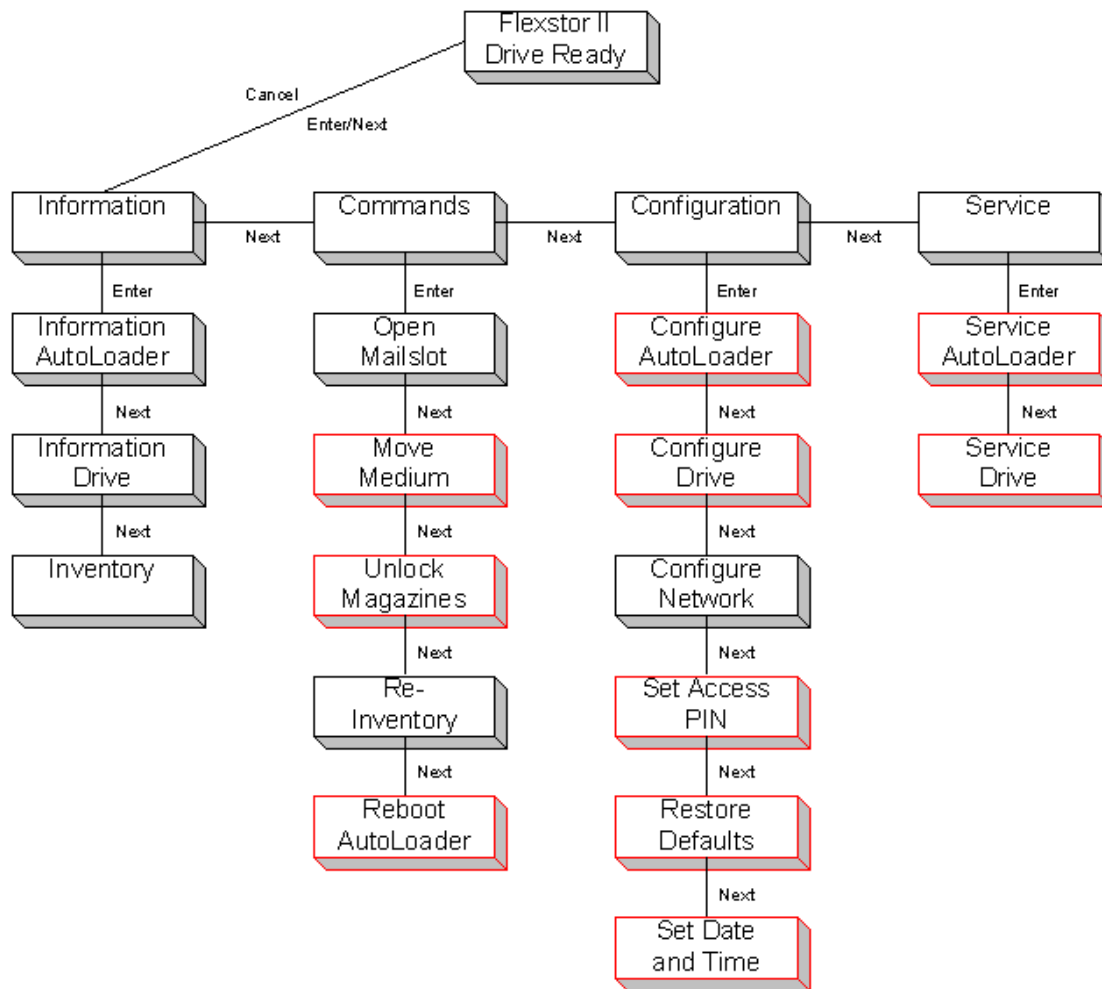 Flexstor II
Drive Ready
Cancel
Enter/Next
Information
Next
Commands
Next
Configuration
Next
Service
Enter
Enter
Enter
Enter
Information
AutoLoader
Open
Mailslot
Configure
AutoLoader
Service
AutoLoader
Next
Next
Next
Next
Information
Drive
Move
Medium
Configure
Drive
Service
Drive
Next
Next
Next
Inventory
Unlock
Magazines
Configure
Network
Next
Next
Re-
Inventory
Set Access
PIN
Next
Next
Reboot
AutoLoader
Restore
Defaults
Next
Set Date
and Time